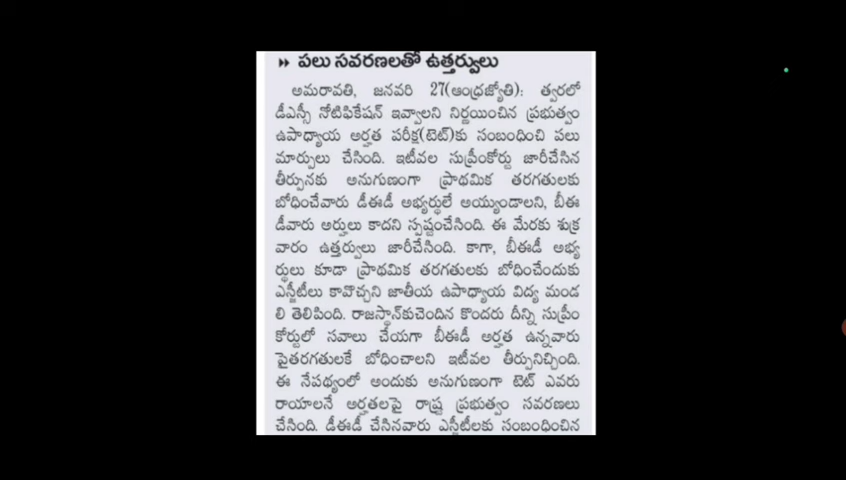 » పలు సవరణలతో ఉత్తర్వులు
అమరావతి, జనవరి 27(ఆంధ్రజ్యోతి): త్వరలో
డీఎస్సీ నోటిఫికేషన్ ఇవ్వాలని నిర్ణయించిన ప్రభుత్వం
ఉపాధ్యాయ అర్హత పరీక్ష(టెట్)కు సంబంధించి పలు
మార్పులు చేసింది. ఇటీవల సుప్రీంకోర్టు జారీచేసిన
తీర్పునకు అనుగుణంగా ప్రాథమిక తరగతులకు
బోధించేవారు డీఈడీ అభ్యర్థులే అయ్యుండాలని, బీఈ
డీవారు అర్హులు కాదని స్పష్టంచేసింది. ఈ మేరకు శుక్ర
వారం ఉత్తర్వులు జారీచేసింది. కాగా, బీఈడీ అభ్య
ర్థులు కూడా ప్రాథమిక తరగతులకు బోధించేందుకు
ఎస్జీటీలు కావొచ్చని జాతీయ ఉపాధ్యాయ విద్య మండ
లి తెలిపింది. రాజస్థాన్‌కుచెందిన కొందరు దీన్ని సుప్రీం
కోర్టులో సవాలు చేయగా బీఈడీ అర్హత ఉన్నవారు
పైతరగతులకే బోధించాలని ఇటీవల తీర్పునిచ్చింది.
ఈ నేపథ్యంలో అందుకు అనుగుణంగా టెట్ ఎవరు
రాయాలనే అర్హతలపై రాష్ట్ర ప్రభుత్వం సవరణలు
చేసింది. డీఈడీ చేసినవారు ఎస్జీటీలకు సంబంధించిన